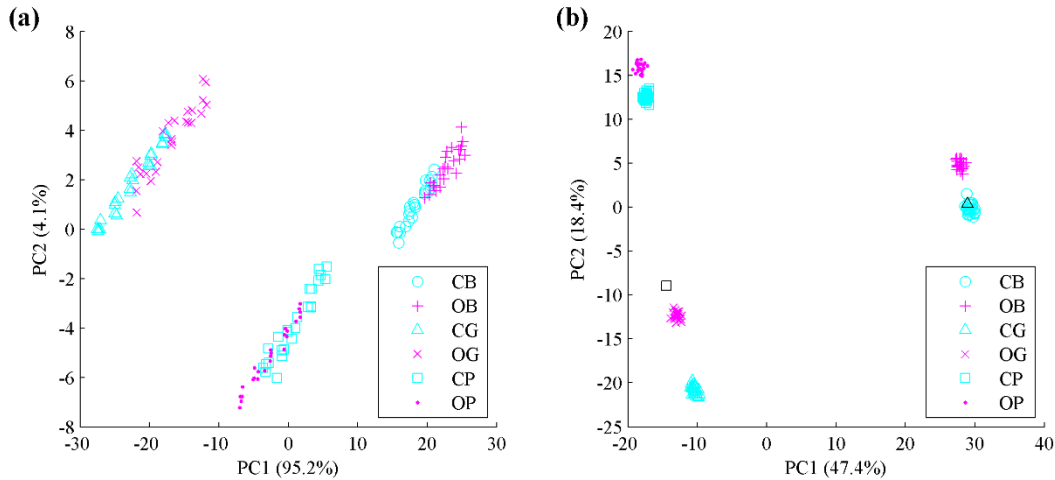 (a)
8
6
4
2
0
-2
-4
-6
-8
PC2 (4.1%)
-30 -20 -10 0 10 20 30
PC1 (95.2%)
CB
OB
CG
OG
CP
OP
(b)
20
15
10
5
0
-5
-10
-15
-20
-25
PC2 (18.4%)
-20 -10 0 10 20 30 40
PC1 (47.4%)
CB
OB
CG
OG
CP
OP